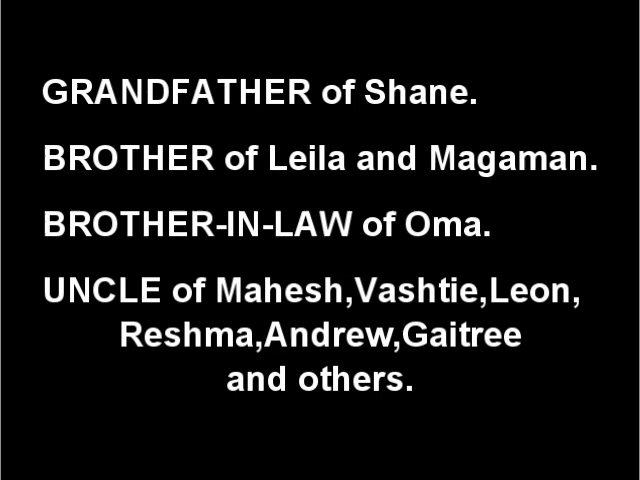 GRANDFATHER of Shane.
BROTHER of Leila and Magaman.
BROTHER-IN-LAW of Oma.
UNCLE of Mahesh,Vashtie,Leon,
Reshma,Andrew,Gaitree
and others.